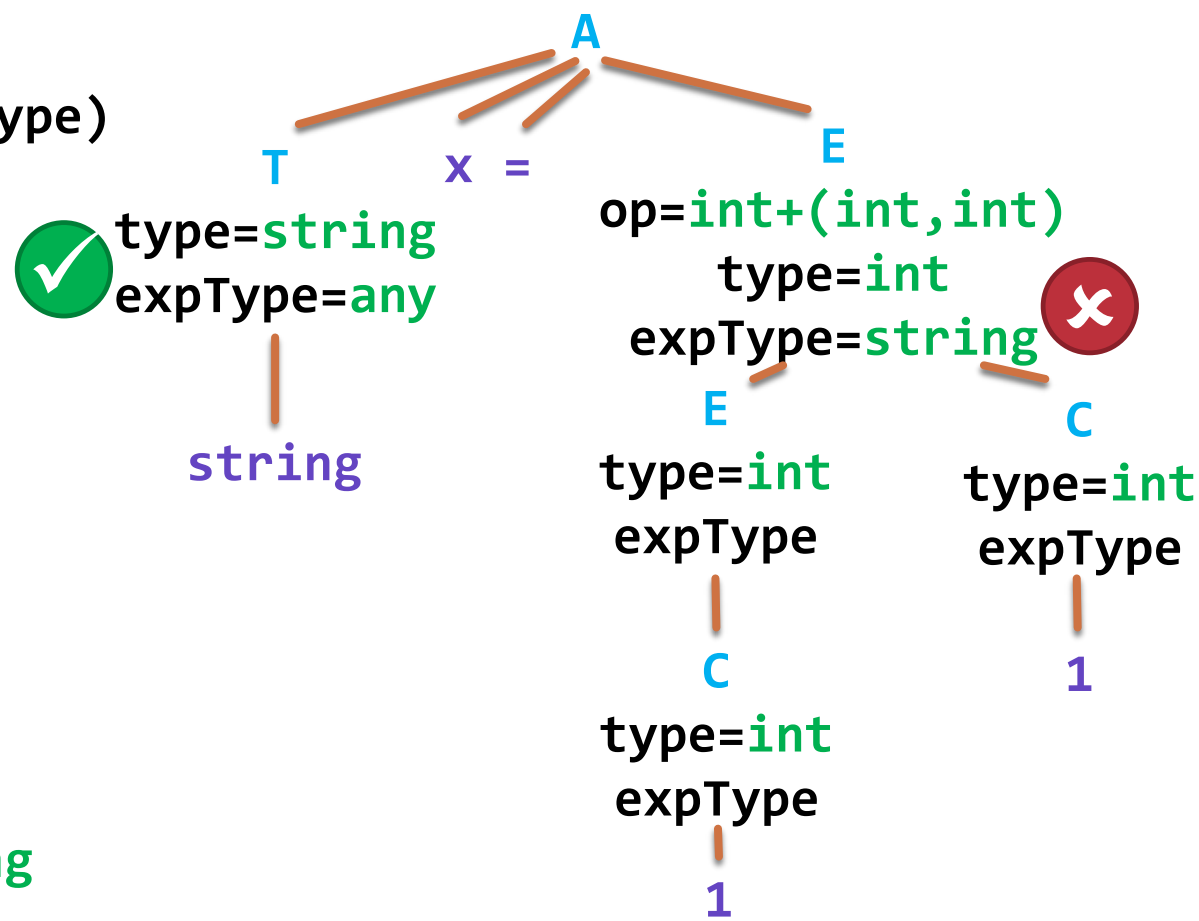 A
ype)
T x = E
type=string
expType=any
op=int+(int,int)
type=int
expType=string
string
E
type=int
expType
C
type=int
expType
C
type=int
expType
1
1
g